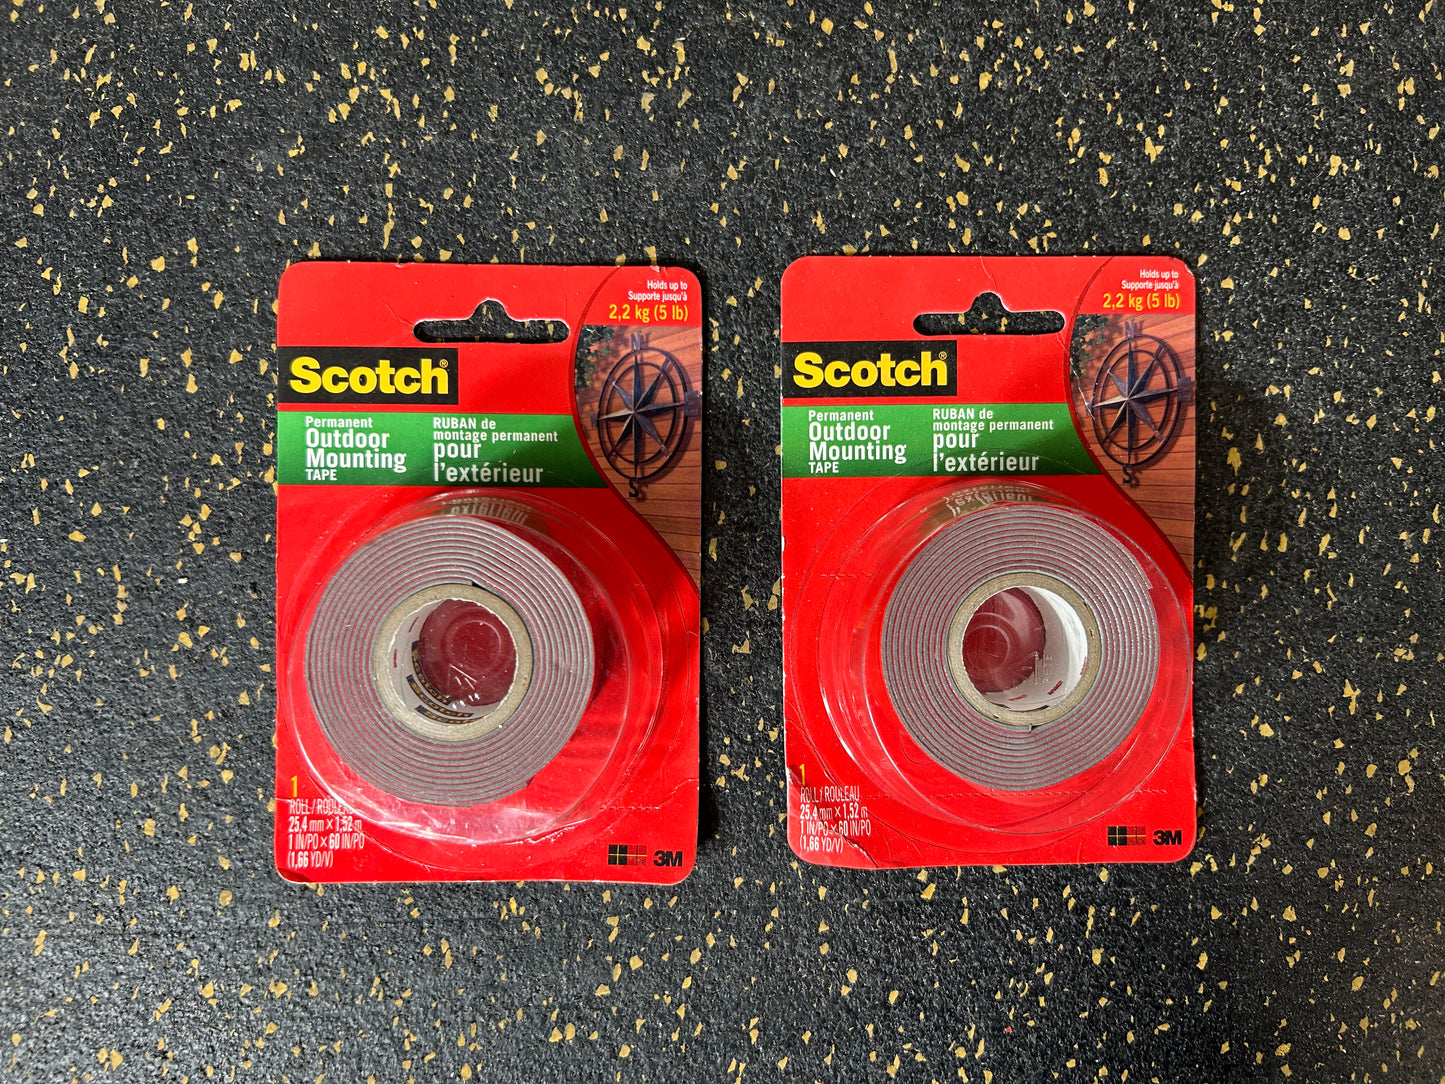 Holds up to
Supporte jusqu'à
2,2 kg (5 lb)
Scotch®
Permanent
Outdoor
Mounting
TAPE
RUBAN de
montage permanent
pour
l'extérieur
1
ROLL / ROULEAU
25,4 mm × 1,52 m
1 IN/PO × 60 IN/PO
(1,66 YD/V)
3M
Holds up to
Supporte jusqu'à
2,2 kg (5 lb)
Scotch®
Permanent
Outdoor
Mounting
TAPE
RUBAN de
montage permanent
pour
l'extérieur
1
ROLL / ROULEAU
25,4 mm × 1,52 m
1 IN/PO × 60 IN/PO
(1,66 YD/V)
3M